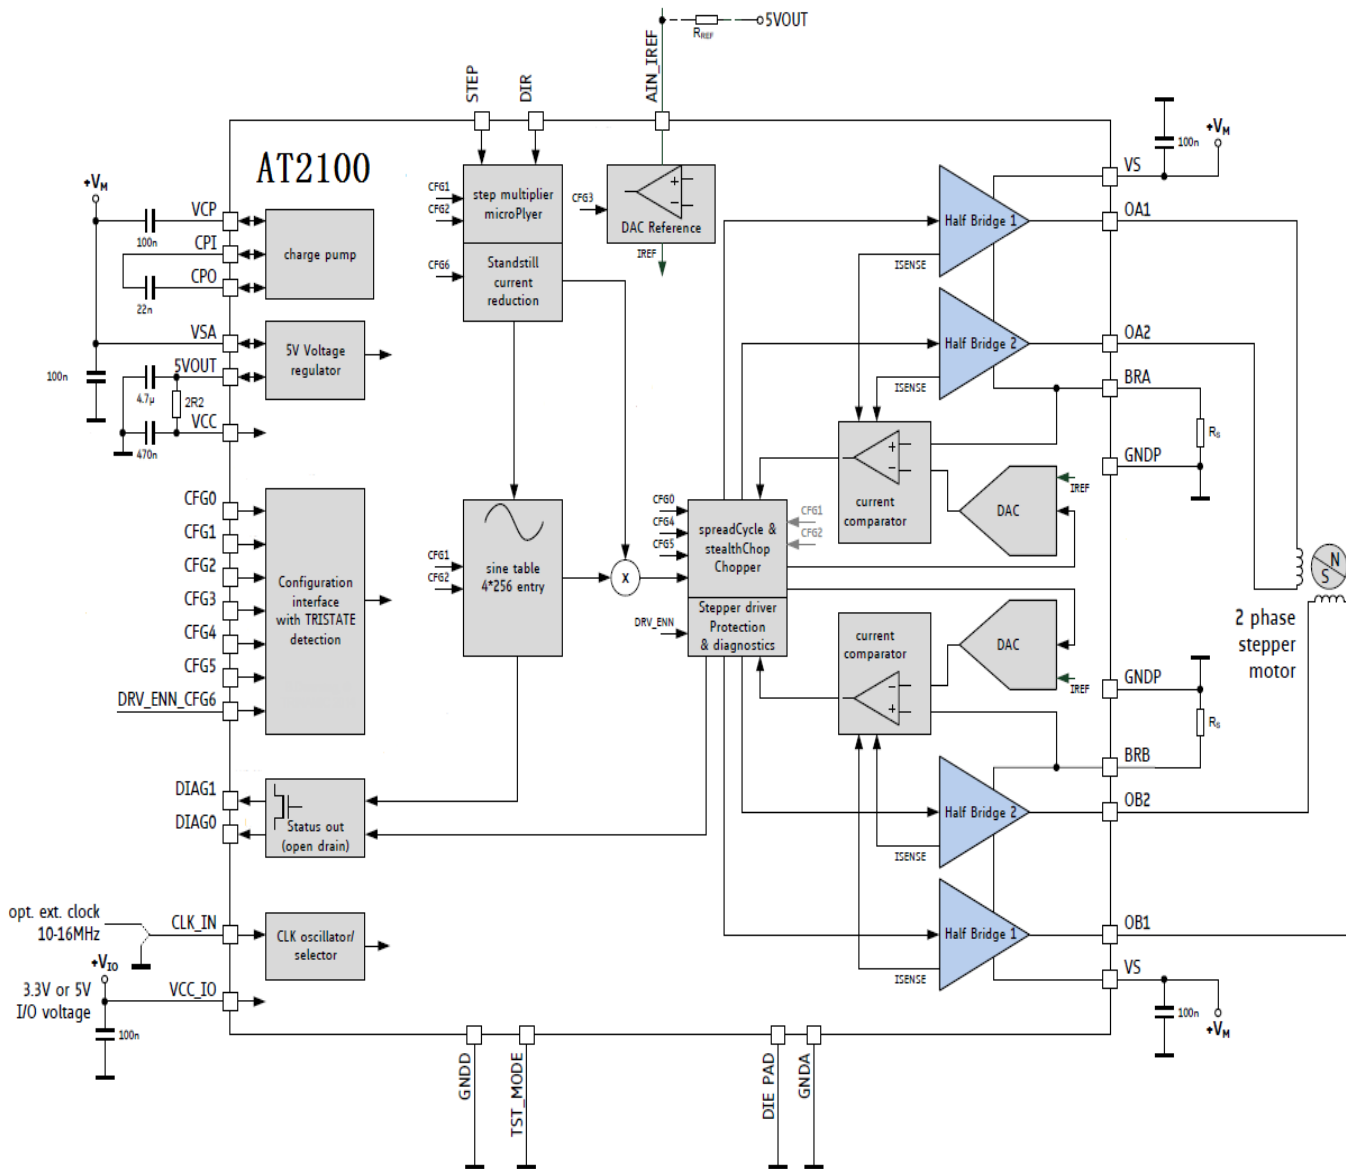 5VOUT
R_REF
STEP
DIR
AIN_IREF
AT2100
+V_M
VCP
100n
CPI
CPO
22n
charge pump
VSA
5V Voltage
regulator
100n
5VOUT
4.7µ
2R2
VCC
470n
CFG1
CFG2
step multiplier
microPlyer
CFG6
Standstill
current
reduction
CFG3
DAC Reference
IREF
Half Bridge 1
ISENSE
Half Bridge 2
ISENSE
VS
100n
+V_M
OA1
OA2
BRA
R_S
GNDP
CFG0
CFG1
CFG2
CFG3
CFG4
CFG5
DRV_ENN_CFG6
Configuration
interface
with TRISTATE
detection
CFG1
CFG2
sine table
4*256 entry
X
CFG0
CFG4
CFG5
CFG1
CFG2
spreadCycle &
stealthChop
Chopper
DRV_ENN
Stepper driver
Protection
& diagnostics
current
comparator
DAC
IREF
current
comparator
DAC
IREF
N
S
2 phase
stepper
motor
GNDP
R_S
BRB
OB2
Half Bridge 2
ISENSE
Half Bridge 1
ISENSE
OB1
VS
100n
+V_M
DIAG1
DIAG0
Status out
(open drain)
opt. ext. clock
10-16MHz
CLK_IN
CLK oscillator/
selector
+V_IO
3.3V or 5V
I/O voltage
VCC_IO
100n
GNDD
TST_MODE
DIE PAD
GNDA